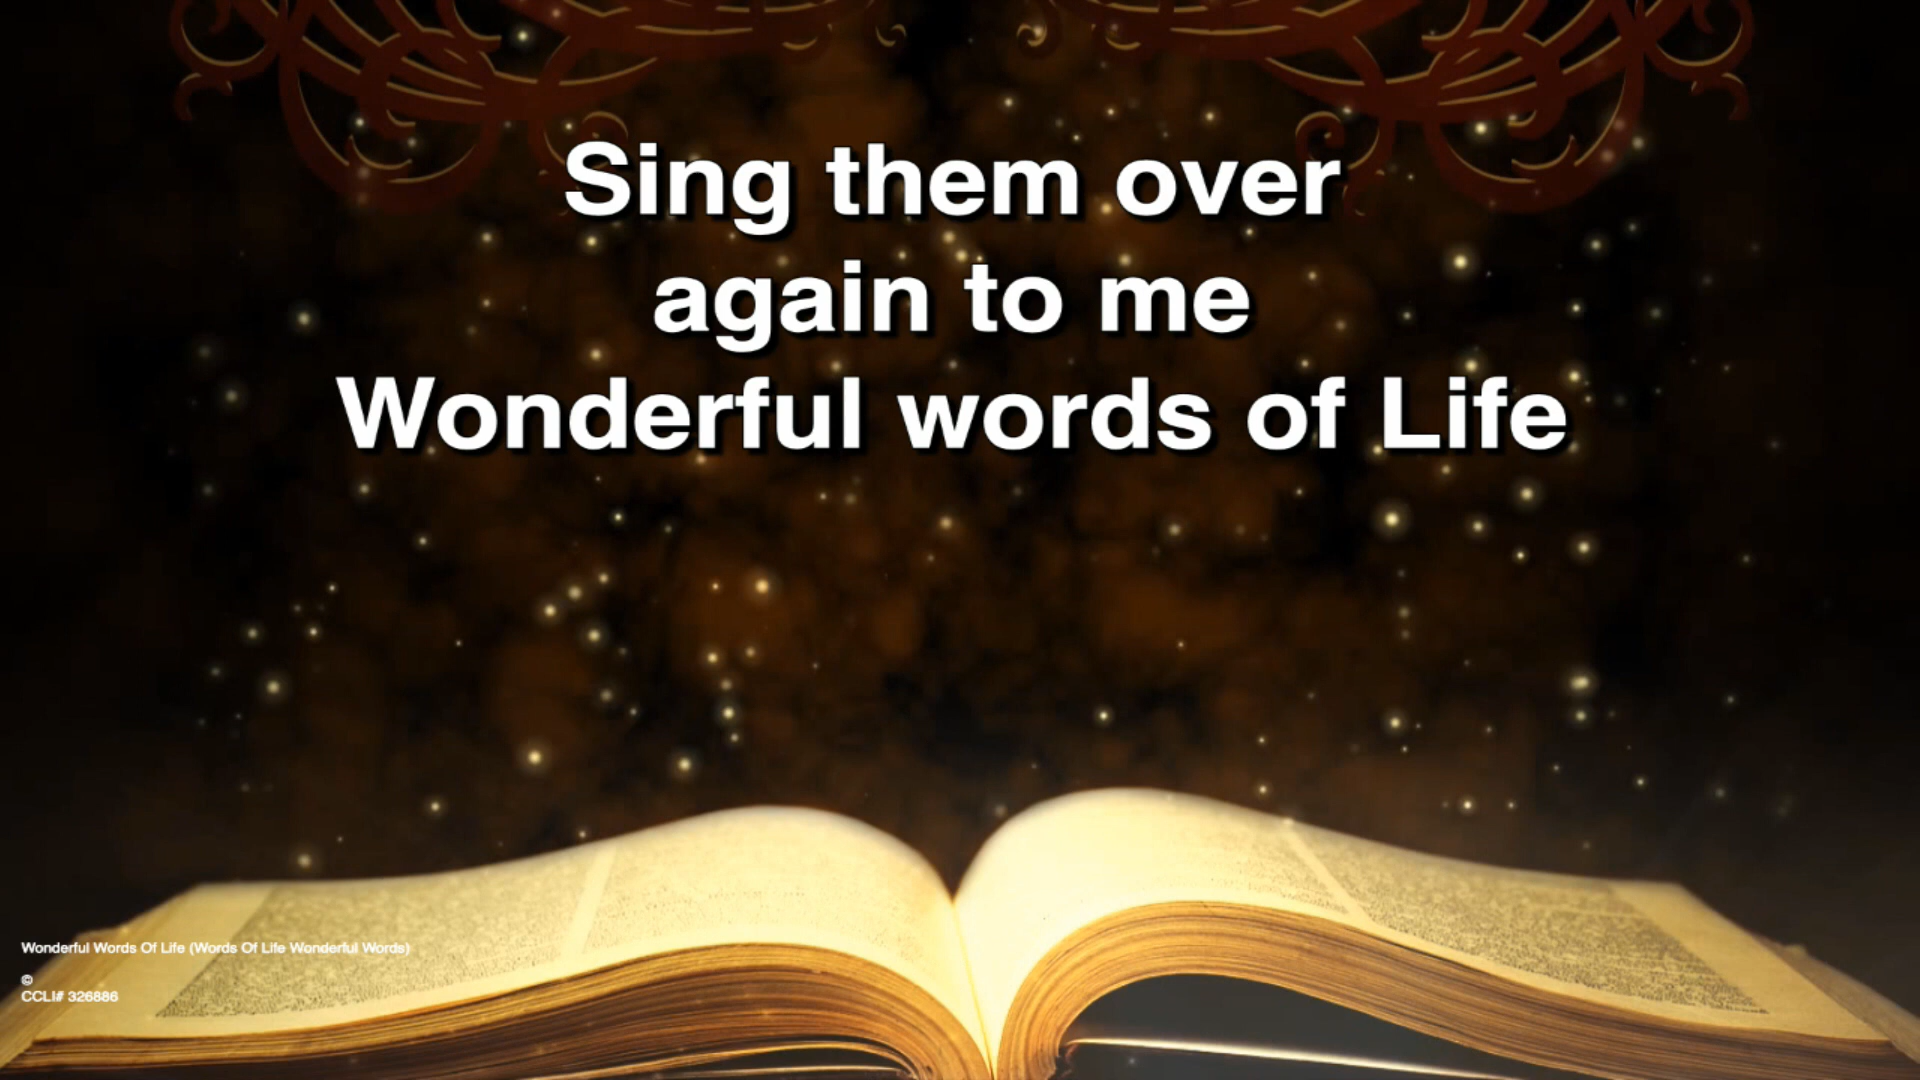 Sing them over
again to me
Wonderful words of Life
Wonderful Words Of Life (Words Of Life Wonderful Words)
©
CCLI# 326886